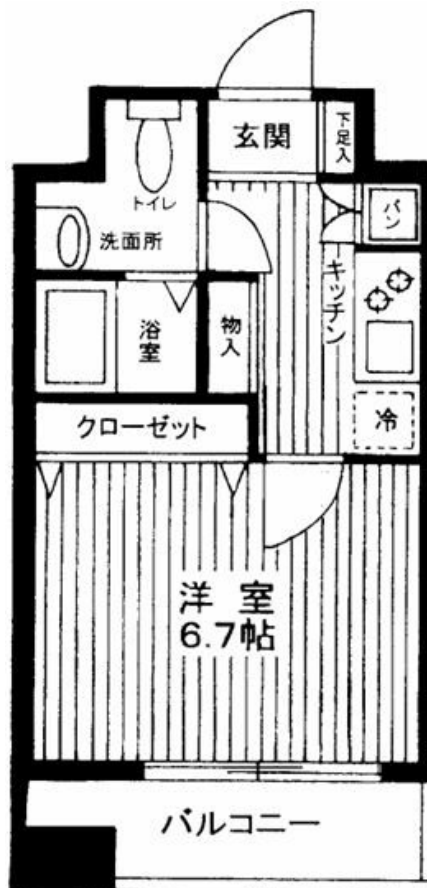 玄関
下足入
トイレ
洗面所
パン
キッチン
浴室
物入
冷
クローゼット
洋室
6.7帖
バルコニー